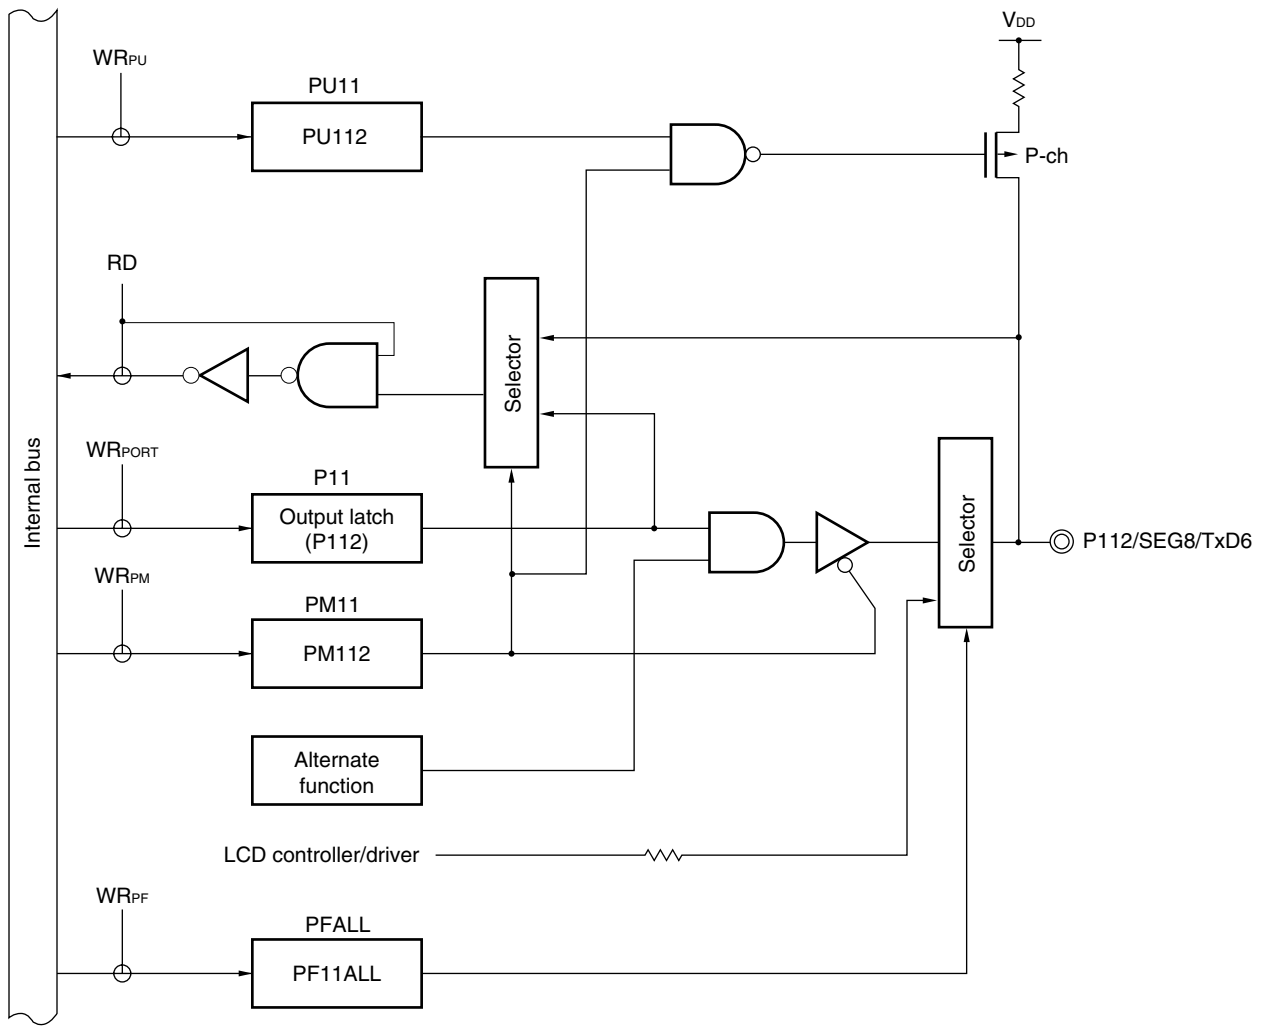 VDD
WRPU
PU11
PU112
P-ch
RD
Selector
Internal bus
WRPORT
P11
Output latch
(P112)
Selector
P112/SEG8/TxD6
WRPM
PM11
PM112
Alternate
function
LCD controller/driver
WRPF
PFALL
PF11ALL